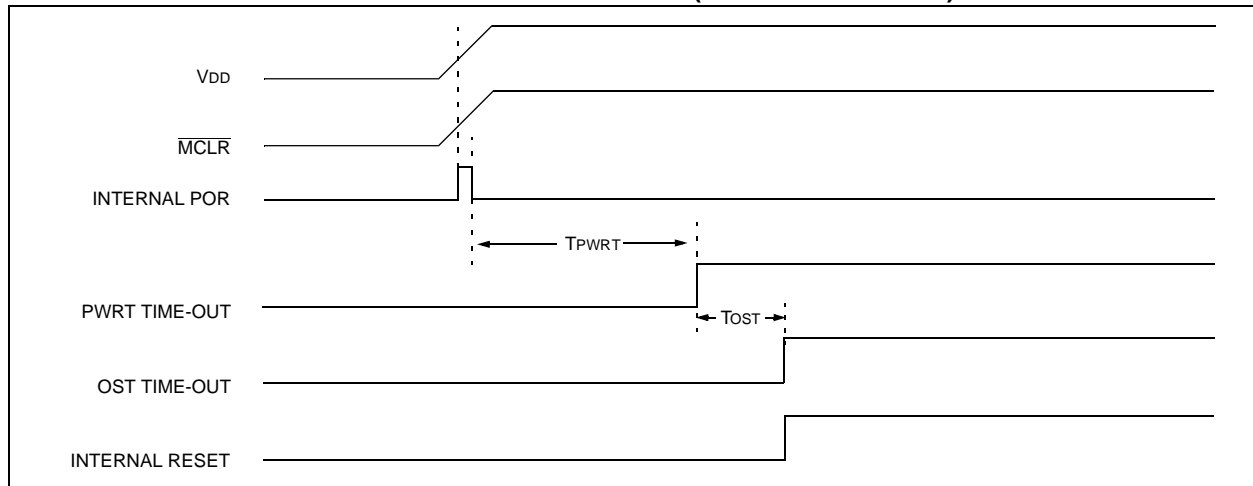 VDD
MCLR
INTERNAL POR
TPWRT
PWRT TIME-OUT
TOST
OST TIME-OUT
INTERNAL RESET